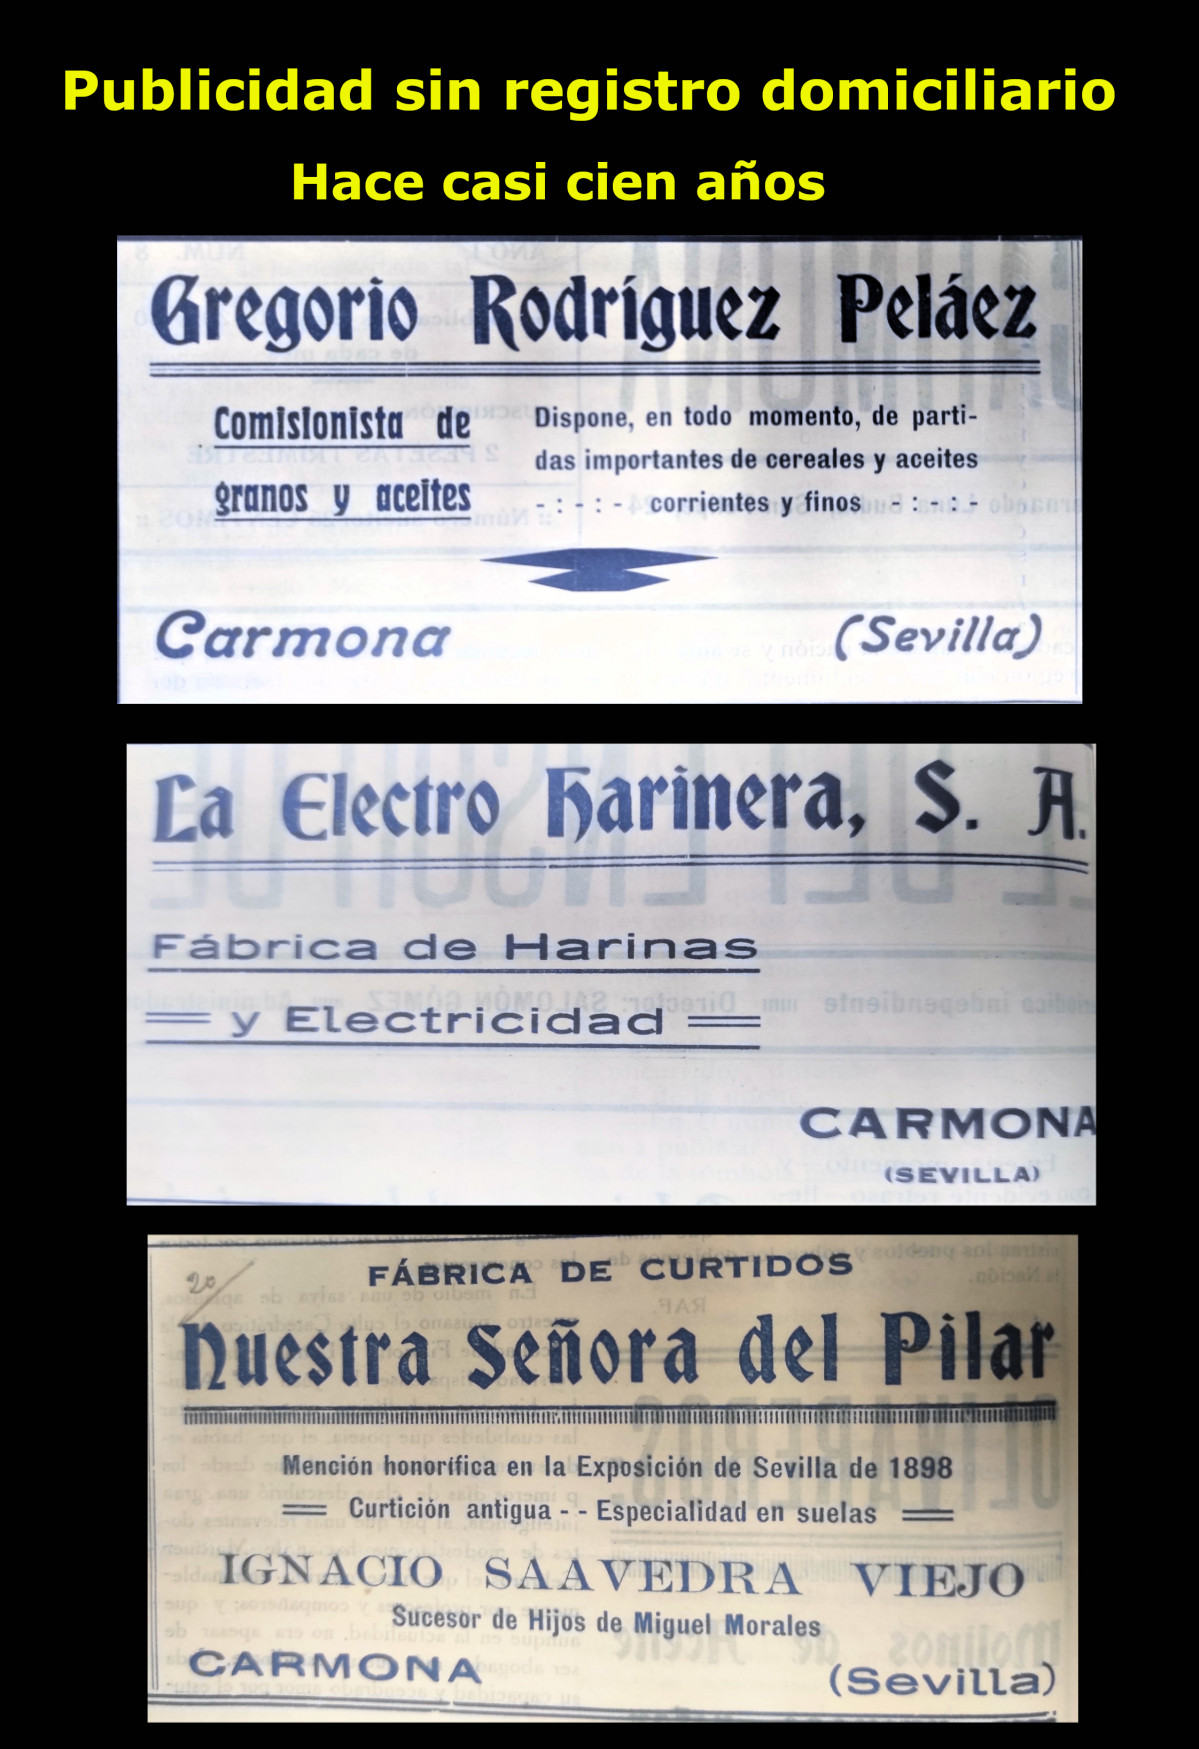 Publicidad sin registro domiciliario
Hace casi cien años
Gregorio Rodríguez Peláez
Comisionista de
granos y aceites
Dispone, en todo momento, de parti-
das importantes de cereales y aceites
- : - : - corrientes y finos - : - : -
Carmona (Sevilla)
La Electro Harinera, S. A.
Fábrica de Harinas
y Electricidad
CARMONA
(SEVILLA)
20
FÁBRICA DE CURTIDOS
Nuestra Señora del Pilar
Mención honorífica en la Exposición de Sevilla de 1898
Curtición antigua - - Especialidad en suelas
IGNACIO SAAVEDRA VIEJO
Sucesor de Hijos de Miguel Morales
CARMONA (Sevilla)